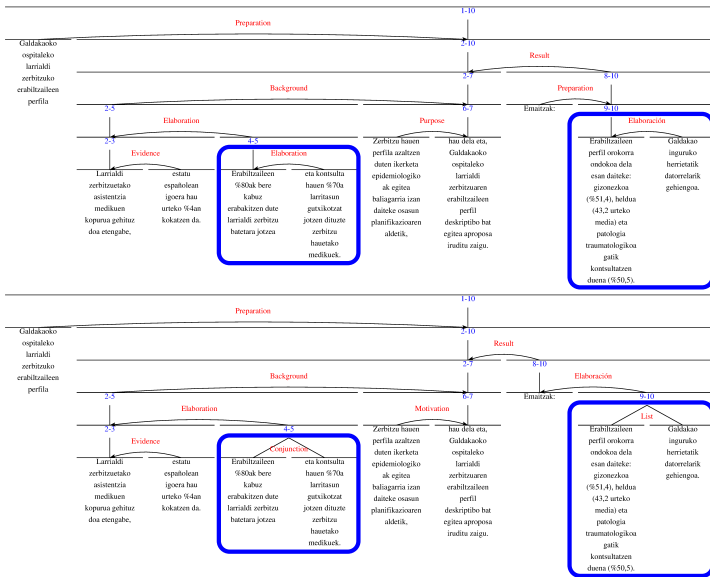 1-10
Preparation
2-10
Galdakaoko
ospitaleko
larrialdi
zerbitzuko
erabiltzaileen
perfila
Result
2-7
8-10
Background
Preparation
2-5
6-7
Emaitzak:
9-10
Elaboration
Purpose
Elaboración
2-3
4-5
Zerbitzu hauen
perfila azaltzen
duten ikerketa
epidemiologiko
ak egitea
baliagarria izan
daiteke osasun
planifikazioaren
aldetik,
hau dela eta,
Galdakaoko
ospitaleko
larrialdi
zerbitzuaren
erabiltzaileen
perfil
deskriptibo bat
egitea aproposa
iruditu zaigu.
Erabiltzaileen
perfil orokorra
ondokoa dela
esan daiteke:
gizonezkoa
(%51,4), heldua
(43,2 urteko
media) eta
patologia
traumatologikoa
gatik
kontsultatzen
duena (%50,5).
Galdakao
inguruko
herrietatik
datorrelarik
gehiengoa.
Evidence
Elaboration
Larrialdi
zerbitzuetako
asistentzia
medikuen
kopurua gehituz
doa etengabe,
estatu
españolean
igoera hau
urteko %4an
kokatzen da.
Erabiltzaileen
%80ak bere
kabuz
erabakitzen dute
larrialdi zerbitzu
batetara jotzea
eta kontsulta
hauen %70a
larritasun
gutxikotzat
jotzen dituzte
zerbitzu
hauetako
medikuek.
1-10
Preparation
2-10
Galdakaoko
ospitaleko
larrialdi
zerbitzuko
erabiltzaileen
perfila
Result
2-7
8-10
Background
Elaboración
2-5
6-7
Emaitzak:
9-10
Elaboration
Motivation
List
2-3
4-5
Zerbitzu hauen
perfila azaltzen
duten ikerketa
epidemiologiko
ak egitea
baliagarria izan
daiteke osasun
planifikazioaren
aldetik,
hau dela eta,
Galdakaoko
ospitaleko
larrialdi
zerbitzuaren
erabiltzaileen
perfil
deskriptibo bat
egitea aproposa
iruditu zaigu.
Erabiltzaileen
perfil orokorra
ondokoa dela
esan daiteke:
gizonezkoa
(%51,4), heldua
(43,2 urteko
media) eta
patologia
traumatologikoa
gatik
kontsultatzen
duena (%50,5).
Galdakao
inguruko
herrietatik
datorrelarik
gehiengoa.
Evidence
Conjunction
Larrialdi
zerbitzuetako
asistentzia
medikuen
kopurua gehituz
doa etengabe,
estatu
españolean
igoera hau
urteko %4an
kokatzen da.
Erabiltzaileen
%80ak bere
kabuz
erabakitzen dute
larrialdi zerbitzu
batetara jotzea
eta kontsulta
hauen %70a
larritasun
gutxikotzat
jotzen dituzte
zerbitzu
hauetako
medikuek.